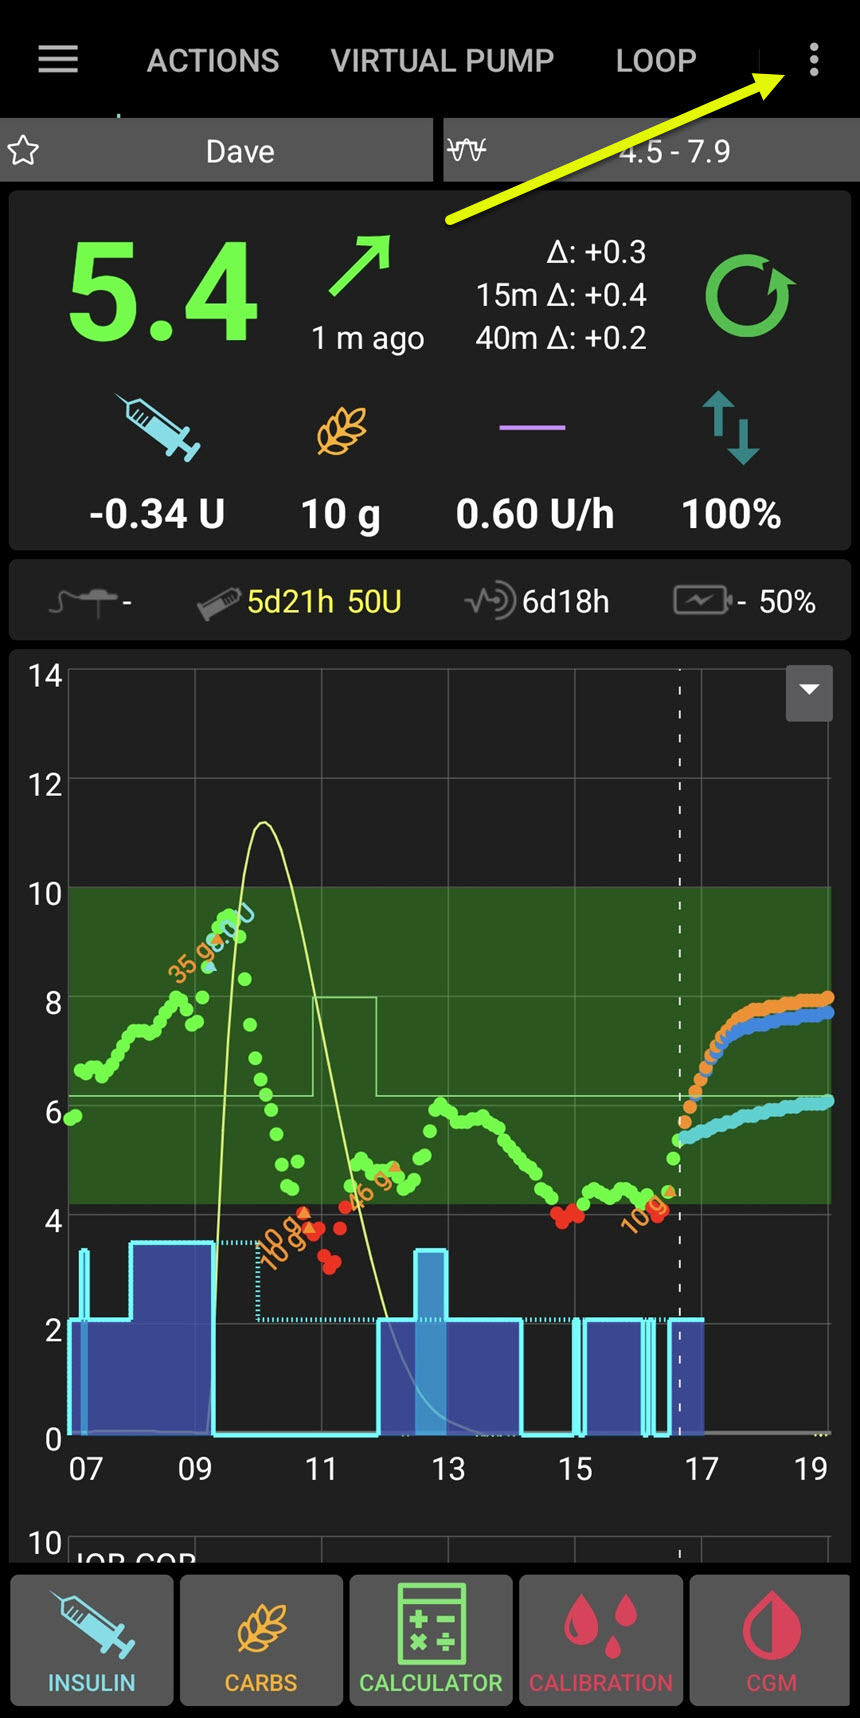 ACTIONS VIRTUAL PUMP LOOP
Dave 4.5 - 7.9
5.4
1 m ago
Δ: +0.3
15m Δ: +0.4
40m Δ: +0.2
-0.34 U 10 g 0.60 U/h 100%
- 5d21h 50U 6d18h - 50%
14
12
10
8
6
4
2
0
35 g
10 g
10 g
46 g
10 g
07 09 11 13 15 17 19
10
IOB COB
INSULIN CARBS CALCULATOR CALIBRATION CGM